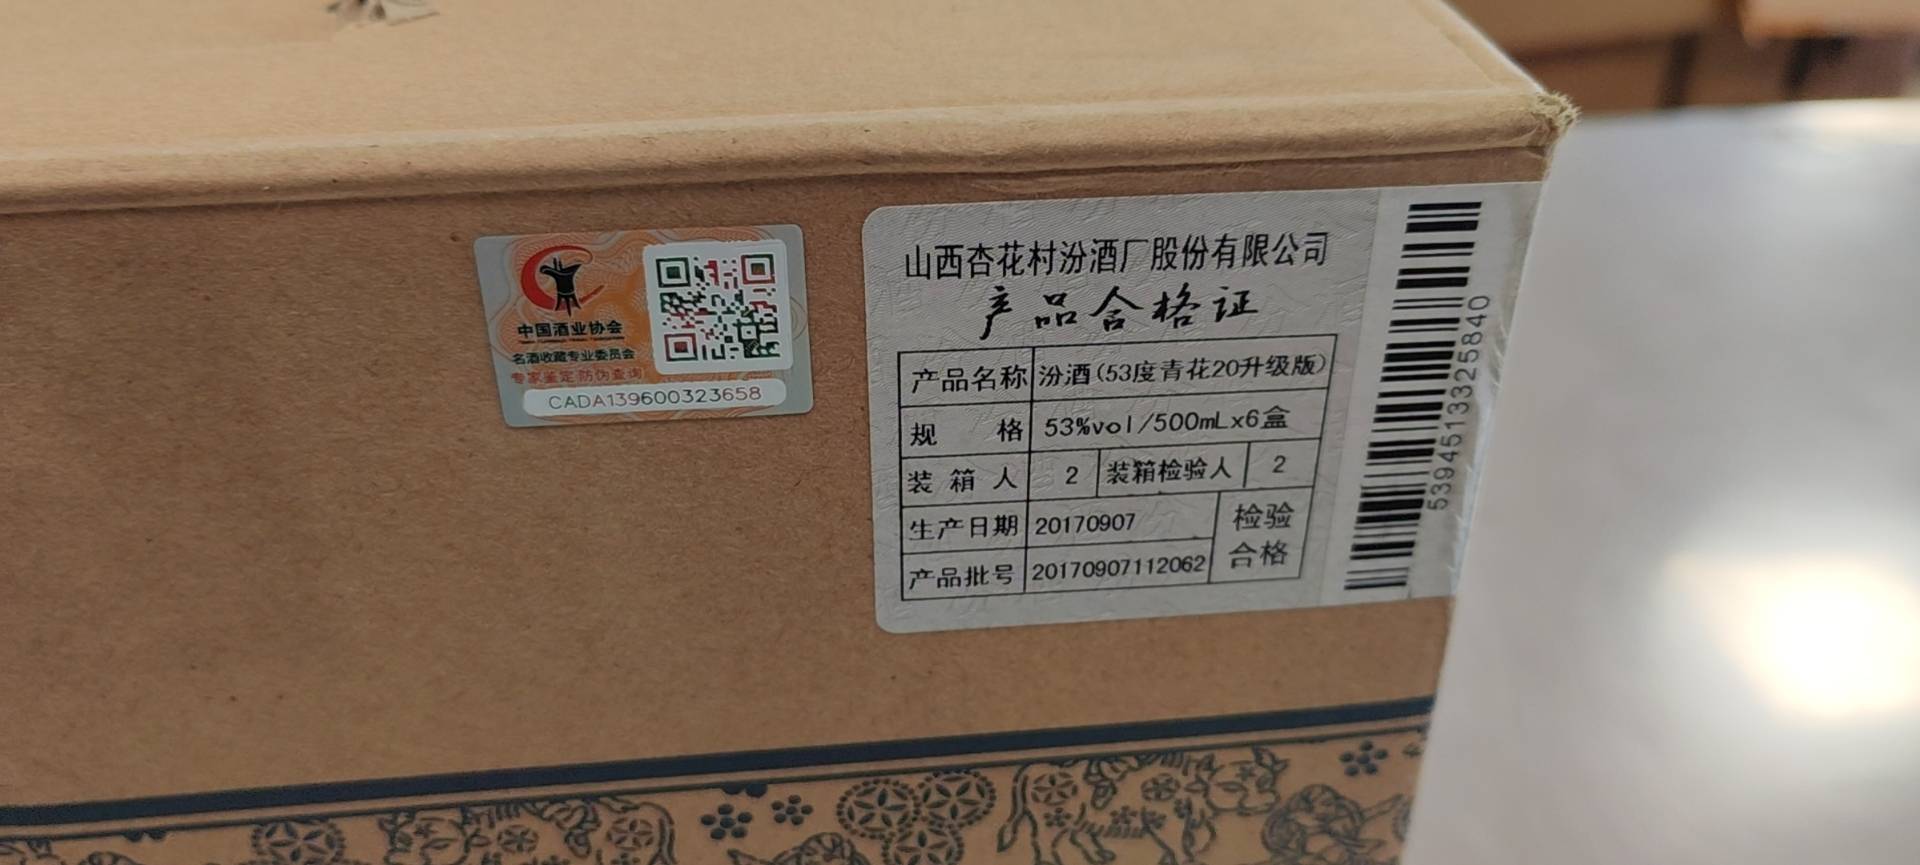 中国酒业协会
名酒收藏专业委员会
专家鉴定防伪查询
CADA139600323658
山西杏花村汾酒厂股份有限公司
产品合格证
产品名称 汾酒(53度青花20升级版)
规格 53%vol/500mLx6盒
装箱人 2 装箱检验人 2
生产日期 20170907 检验
产品批号 20170907112062 合格
5394513325840